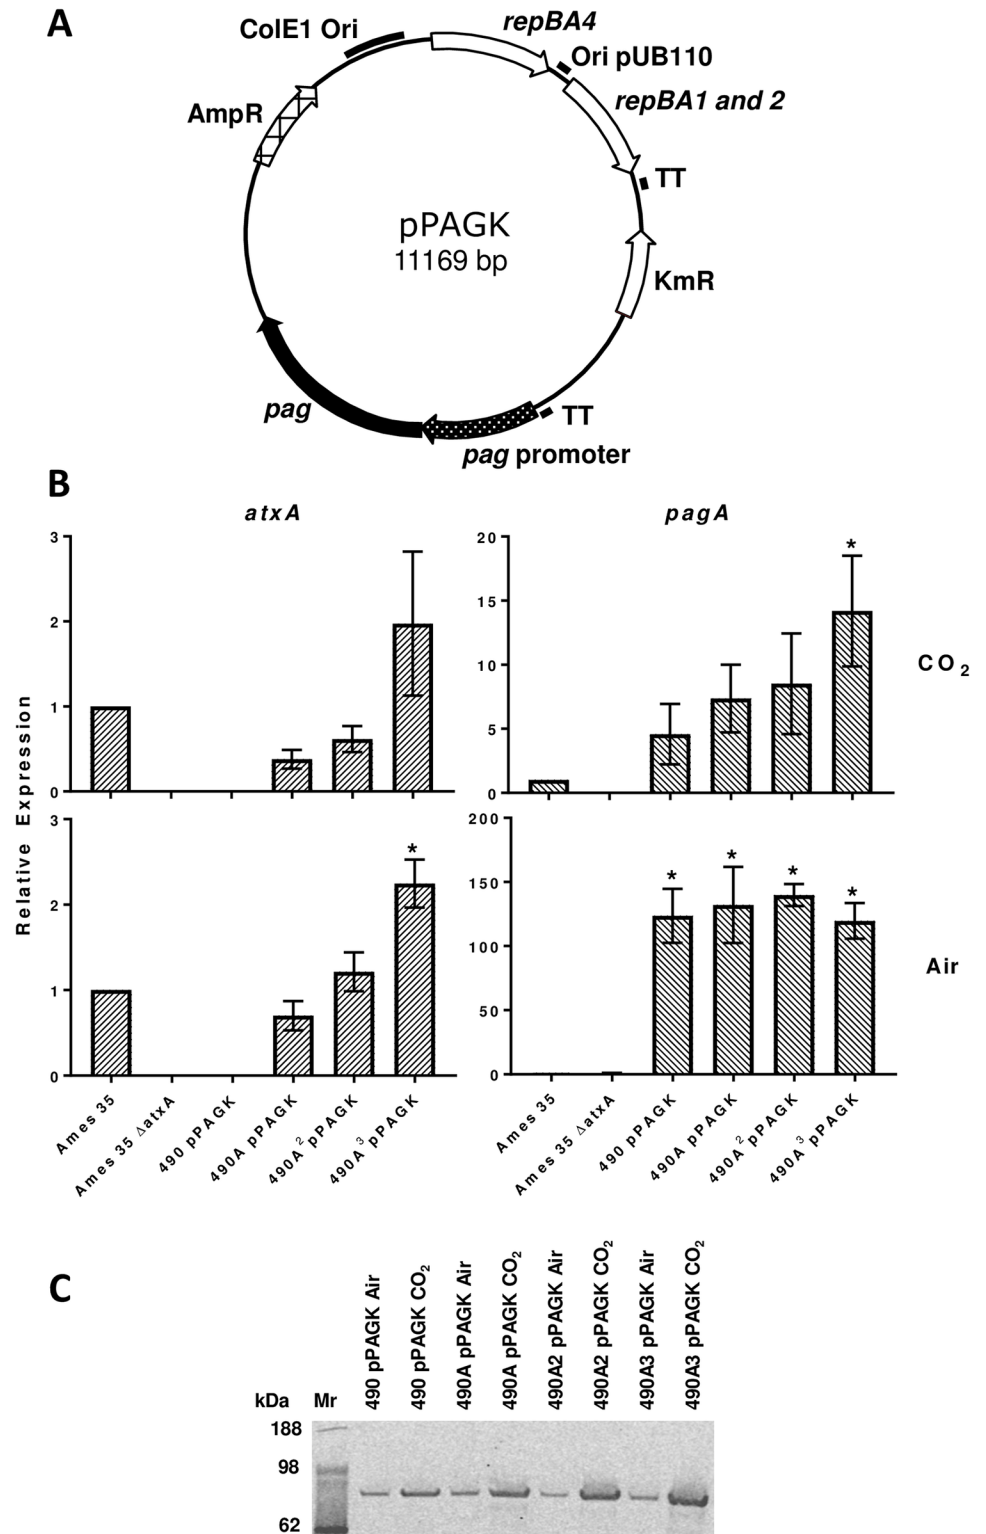 A
ColE1 Ori
repBA4
Ori pUB110
repBA1 and 2
AmpR
TT
pPAGK
11169 bp
KmR
pag
TT
pag promoter
B
atxA
pagA
Relative Expression
3
2
1
0
20
15
10
5
0
*
CO2
3
2
1
0
*
200
150
100
50
0
* * * *
Air
Ames 35
Ames 35 ΔatxA
490 pPAGK
490A pPAGK
490A2 pPAGK
490A3 pPAGK
Ames 35
Ames 35 ΔatxA
490 pPAGK
490A pPAGK
490A2 pPAGK
490A3 pPAGK
C
490 pPAGK Air
490 pPAGK CO2
490A pPAGK Air
490A pPAGK CO2
490A2 pPAGK Air
490A2 pPAGK CO2
490A3 pPAGK Air
490A3 pPAGK CO2
kDa Mr
188
98
62